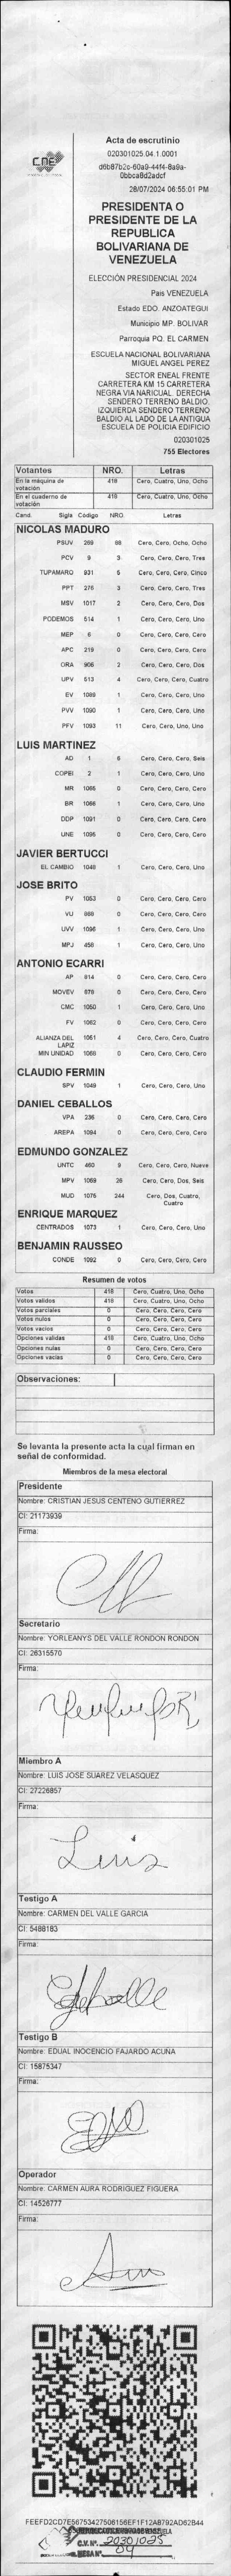 CNE
Acta de escrutinio
020301025.04.1.0001
d6b87b2c-60a9-44f4-8a9a-
0bbca8d2adcf
28/07/2024 06:55:01 PM
PRESIDENTA O
PRESIDENTE DE LA
REPUBLICA
BOLIVARIANA DE
VENEZUELA
ELECCIÓN PRESIDENCIAL 2024
Pais VENEZUELA
Estado EDO. ANZOATEGUI
Municipio MP. BOLIVAR
Parroquia PQ. EL CARMEN
ESCUELA NACIONAL BOLIVARIANA
MIGUEL ANGEL PEREZ
SECTOR ENEAL FRENTE
CARRETERA KM 15 CARRETERA
NEGRA VIA NARICUAL. DERECHA
SENDERO TERRENO BALDIO.
IZQUIERDA SENDERO TERRENO
BALDIO AL LADO DE LA ANTIGUA
ESCUELA DE POLICIA EDIFICIO
020301025
755 Electores
Votantes NRO. Letras
En la máquina de votación 418 Cero, Cuatro, Uno, Ocho
En el cuaderno de votación 418 Cero, Cuatro, Uno, Ocho
Cand. Sigla Código NRO. Letras
NICOLAS MADURO
PSUV 269 88 Cero, Cero, Ocho, Ocho
PCV 9 3 Cero, Cero, Cero, Tres
TUPAMARO 931 5 Cero, Cero, Cero, Cinco
PPT 276 3 Cero, Cero, Cero, Tres
MSV 1017 2 Cero, Cero, Cero, Dos
PODEMOS 514 1 Cero, Cero, Cero, Uno
MEP 6 0 Cero, Cero, Cero, Cero
APC 219 0 Cero, Cero, Cero, Cero
ORA 906 2 Cero, Cero, Cero, Dos
UPV 513 4 Cero, Cero, Cero, Cuatro
EV 1089 1 Cero, Cero, Cero, Uno
PVV 1090 1 Cero, Cero, Cero, Uno
PFV 1093 11 Cero, Cero, Uno, Uno
LUIS MARTINEZ
AD 1 6 Cero, Cero, Cero, Seis
COPEI 2 1 Cero, Cero, Cero, Uno
MR 1065 0 Cero, Cero, Cero, Cero
BR 1066 1 Cero, Cero, Cero, Uno
DDP 1091 0 Cero, Cero, Cero, Cero
UNE 1095 0 Cero, Cero, Cero, Cero
JAVIER BERTUCCI
EL CAMBIO 1048 1 Cero, Cero, Cero, Uno
JOSE BRITO
PV 1053 0 Cero, Cero, Cero, Cero
VU 969 0 Cero, Cero, Cero, Cero
UVV 1096 1 Cero, Cero, Cero, Uno
MPJ 458 1 Cero, Cero, Cero, Uno
ANTONIO ECARRI
AP 914 0 Cero, Cero, Cero, Cero
MOVEV 878 0 Cero, Cero, Cero, Cero
CMC 1050 1 Cero, Cero, Cero, Uno
FV 1062 0 Cero, Cero, Cero, Cero
ALIANZA DEL LAPIZ 1051 4 Cero, Cero, Cero, Cuatro
MIN UNIDAD 1068 0 Cero, Cero, Cero, Cero
CLAUDIO FERMIN
SPV 1049 1 Cero, Cero, Cero, Uno
DANIEL CEBALLOS
VPA 236 0 Cero, Cero, Cero, Cero
AREPA 1094 0 Cero, Cero, Cero, Cero
EDMUNDO GONZALEZ
UNTC 460 9 Cero, Cero, Cero, Nueve
MPV 1069 26 Cero, Cero, Dos, Seis
MUD 1075 244 Cero, Dos, Cuatro, Cuatro
ENRIQUE MARQUEZ
CENTRADOS 1073 1 Cero, Cero, Cero, Uno
BENJAMIN RAUSSEO
CONDE 1092 0 Cero, Cero, Cero, Cero
Resumen de votos
Votos 418 Cero, Cuatro, Uno, Ocho
Votos validos 418 Cero, Cuatro, Uno, Ocho
Votos parciales 0 Cero, Cero, Cero, Cero
Votos nulos 0 Cero, Cero, Cero, Cero
Votos vacios 0 Cero, Cero, Cero, Cero
Opciones validas 418 Cero, Cuatro, Uno, Ocho
Opciones nulas 0 Cero, Cero, Cero, Cero
Opciones vacias 0 Cero, Cero, Cero, Cero
Observaciones:
Se levanta la presente acta la cual firman en
señal de conformidad.
Miembros de la mesa electoral
Presidente
Nombre: CRISTIAN JESUS CENTENO GUTIERREZ
CI: 21173939
Firma:
Secretario
Nombre: YORLEANYS DEL VALLE RONDON RONDON
CI: 26315570
Firma:
Miembro A
Nombre: LUIS JOSE SUAREZ VELASQUEZ
CI: 27226857
Firma:
Luis
Testigo A
Nombre: CARMEN DEL VALLE GARCIA
CI: 5488183
Firma:
Testigo B
Nombre: EDUAL INOCENCIO FAJARDO ACUÑA
CI: 15875347
Firma:
Operador
Nombre: CARMEN AURA RODRIGUEZ FIGUERA
CI: 14526777
Firma:
FEEFD2CD7E56753427506156EF1F12A8792AD62B44
C.V. Nº. 20301025
MESA Nº. 04